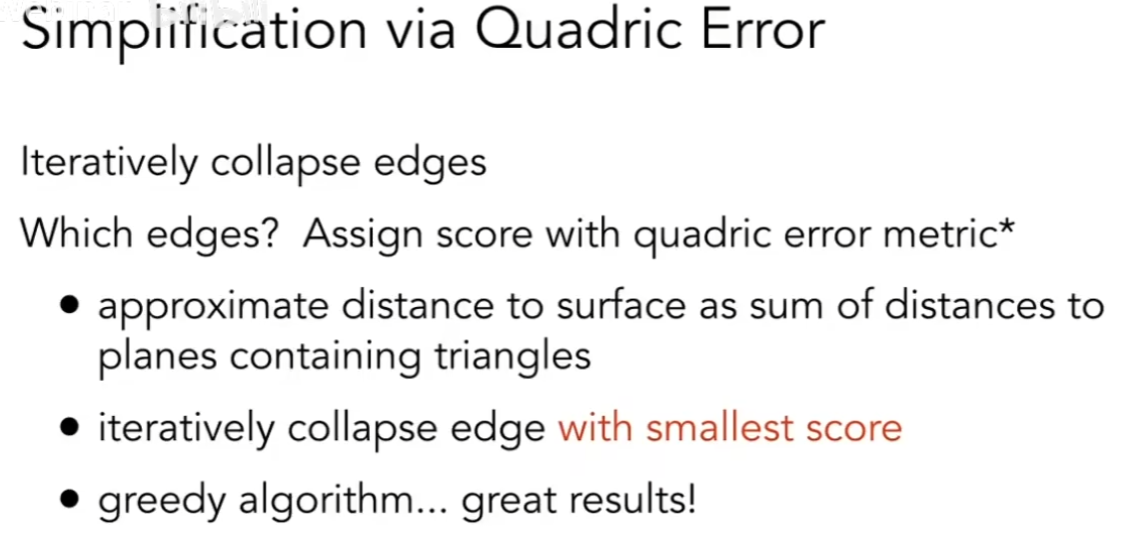 Simplification via Quadric Error
Iteratively collapse edges
Which edges? Assign score with quadric error metric*
• approximate distance to surface as sum of distances to
planes containing triangles
• iteratively collapse edge with smallest score
• greedy algorithm... great results!